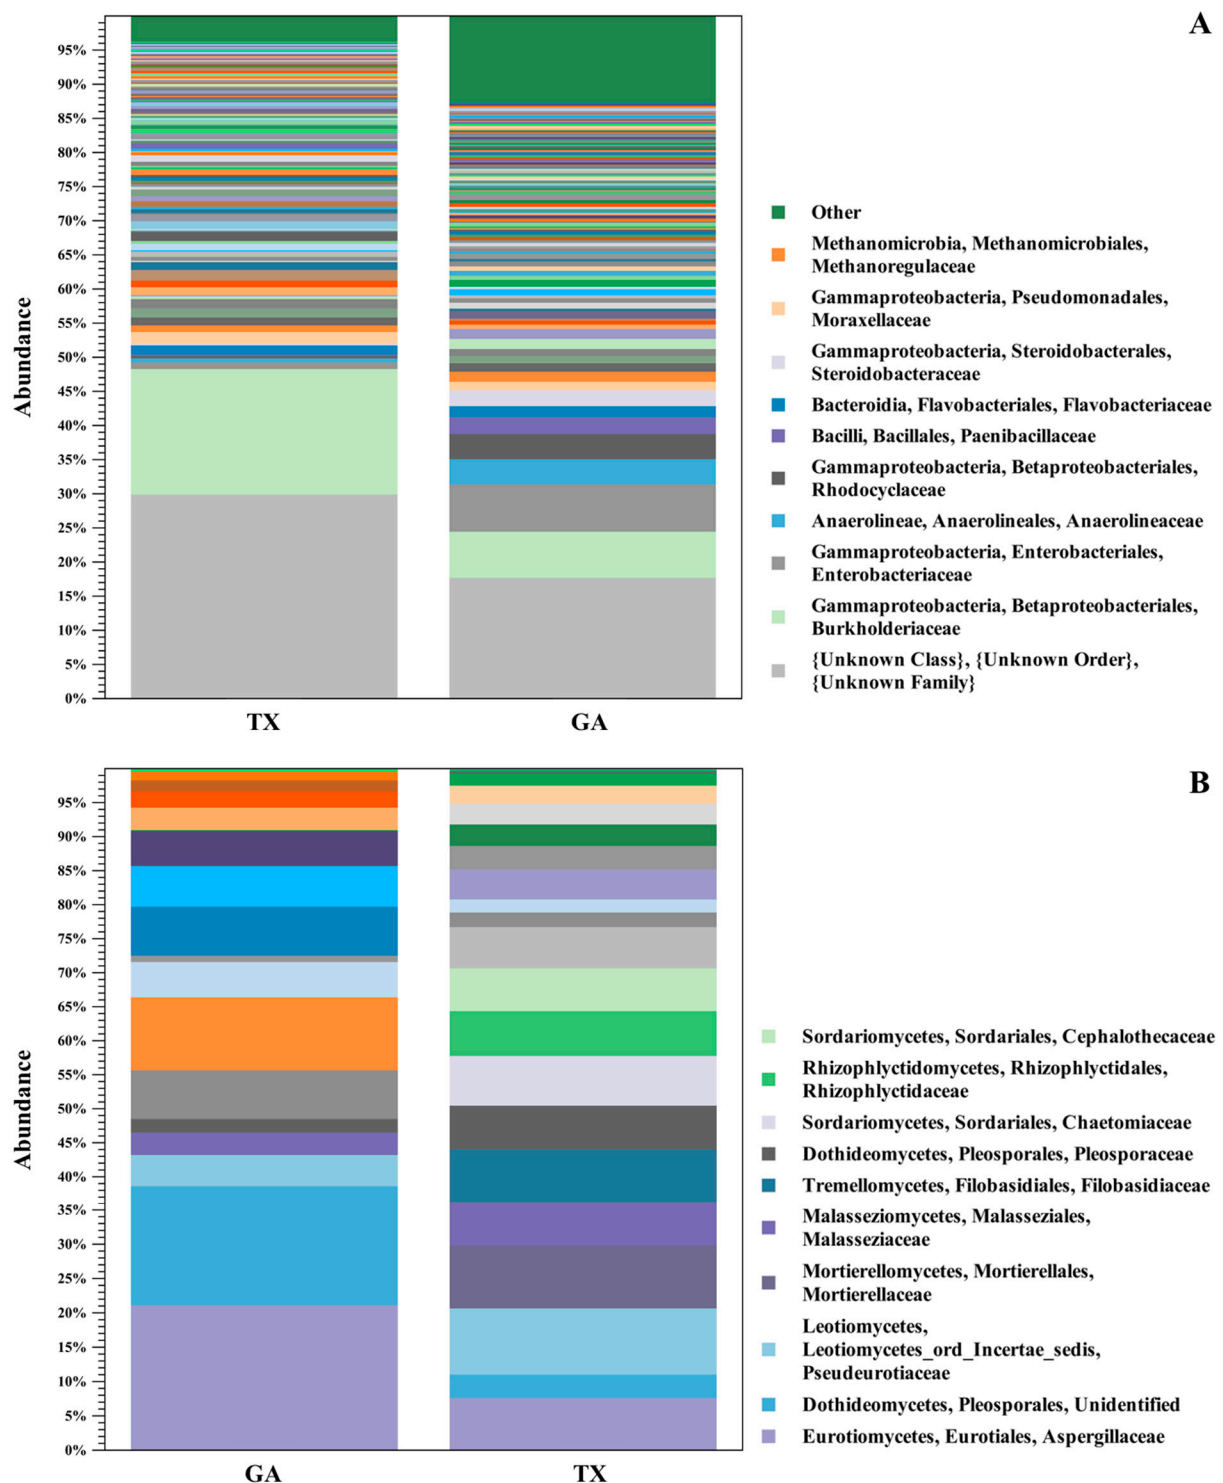 A
95%
90%
85%
80%
75%
70%
65%
60%
55%
50%
45%
40%
35%
30%
25%
20%
15%
10%
5%
0%
Abundance
TX
GA
Other
Methanomicrobia, Methanomicrobiales,
Methanoregulaceae
Gammaproteobacteria, Pseudomonadales,
Moraxellaceae
Gammaproteobacteria, Steroidobacterales,
Steroidobacteraceae
Bacteroidia, Flavobacteriales, Flavobacteriaceae
Bacilli, Bacillales, Paenibacillaceae
Gammaproteobacteria, Betaproteobacteriales,
Rhodocyclaceae
Anaerolineae, Anaerolineales, Anaerolineaceae
Gammaproteobacteria, Enterobacteriales,
Enterobacteriaceae
Gammaproteobacteria, Betaproteobacteriales,
Burkholderiaceae
{Unknown Class}, {Unknown Order},
{Unknown Family}
B
95%
90%
85%
80%
75%
70%
65%
60%
55%
50%
45%
40%
35%
30%
25%
20%
15%
10%
5%
0%
Abundance
GA
TX
Sordariomycetes, Sordariales, Cephalothecaceae
Rhizophlyctidomycetes, Rhizophlyctidales,
Rhizophlyctidaceae
Sordariomycetes, Sordariales, Chaetomiaceae
Dothideomycetes, Pleosporales, Pleosporaceae
Tremellomycetes, Filobasidiales, Filobasidiaceae
Malasseziomycetes, Malasseziales,
Malasseziaceae
Mortierellomycetes, Mortierellales,
Mortierellaceae
Leotiomycetes,
Leotiomycetes_ord_Incertae_sedis,
Pseudeurotiaceae
Dothideomycetes, Pleosporales, Unidentified
Eurotiomycetes, Eurotiales, Aspergillaceae